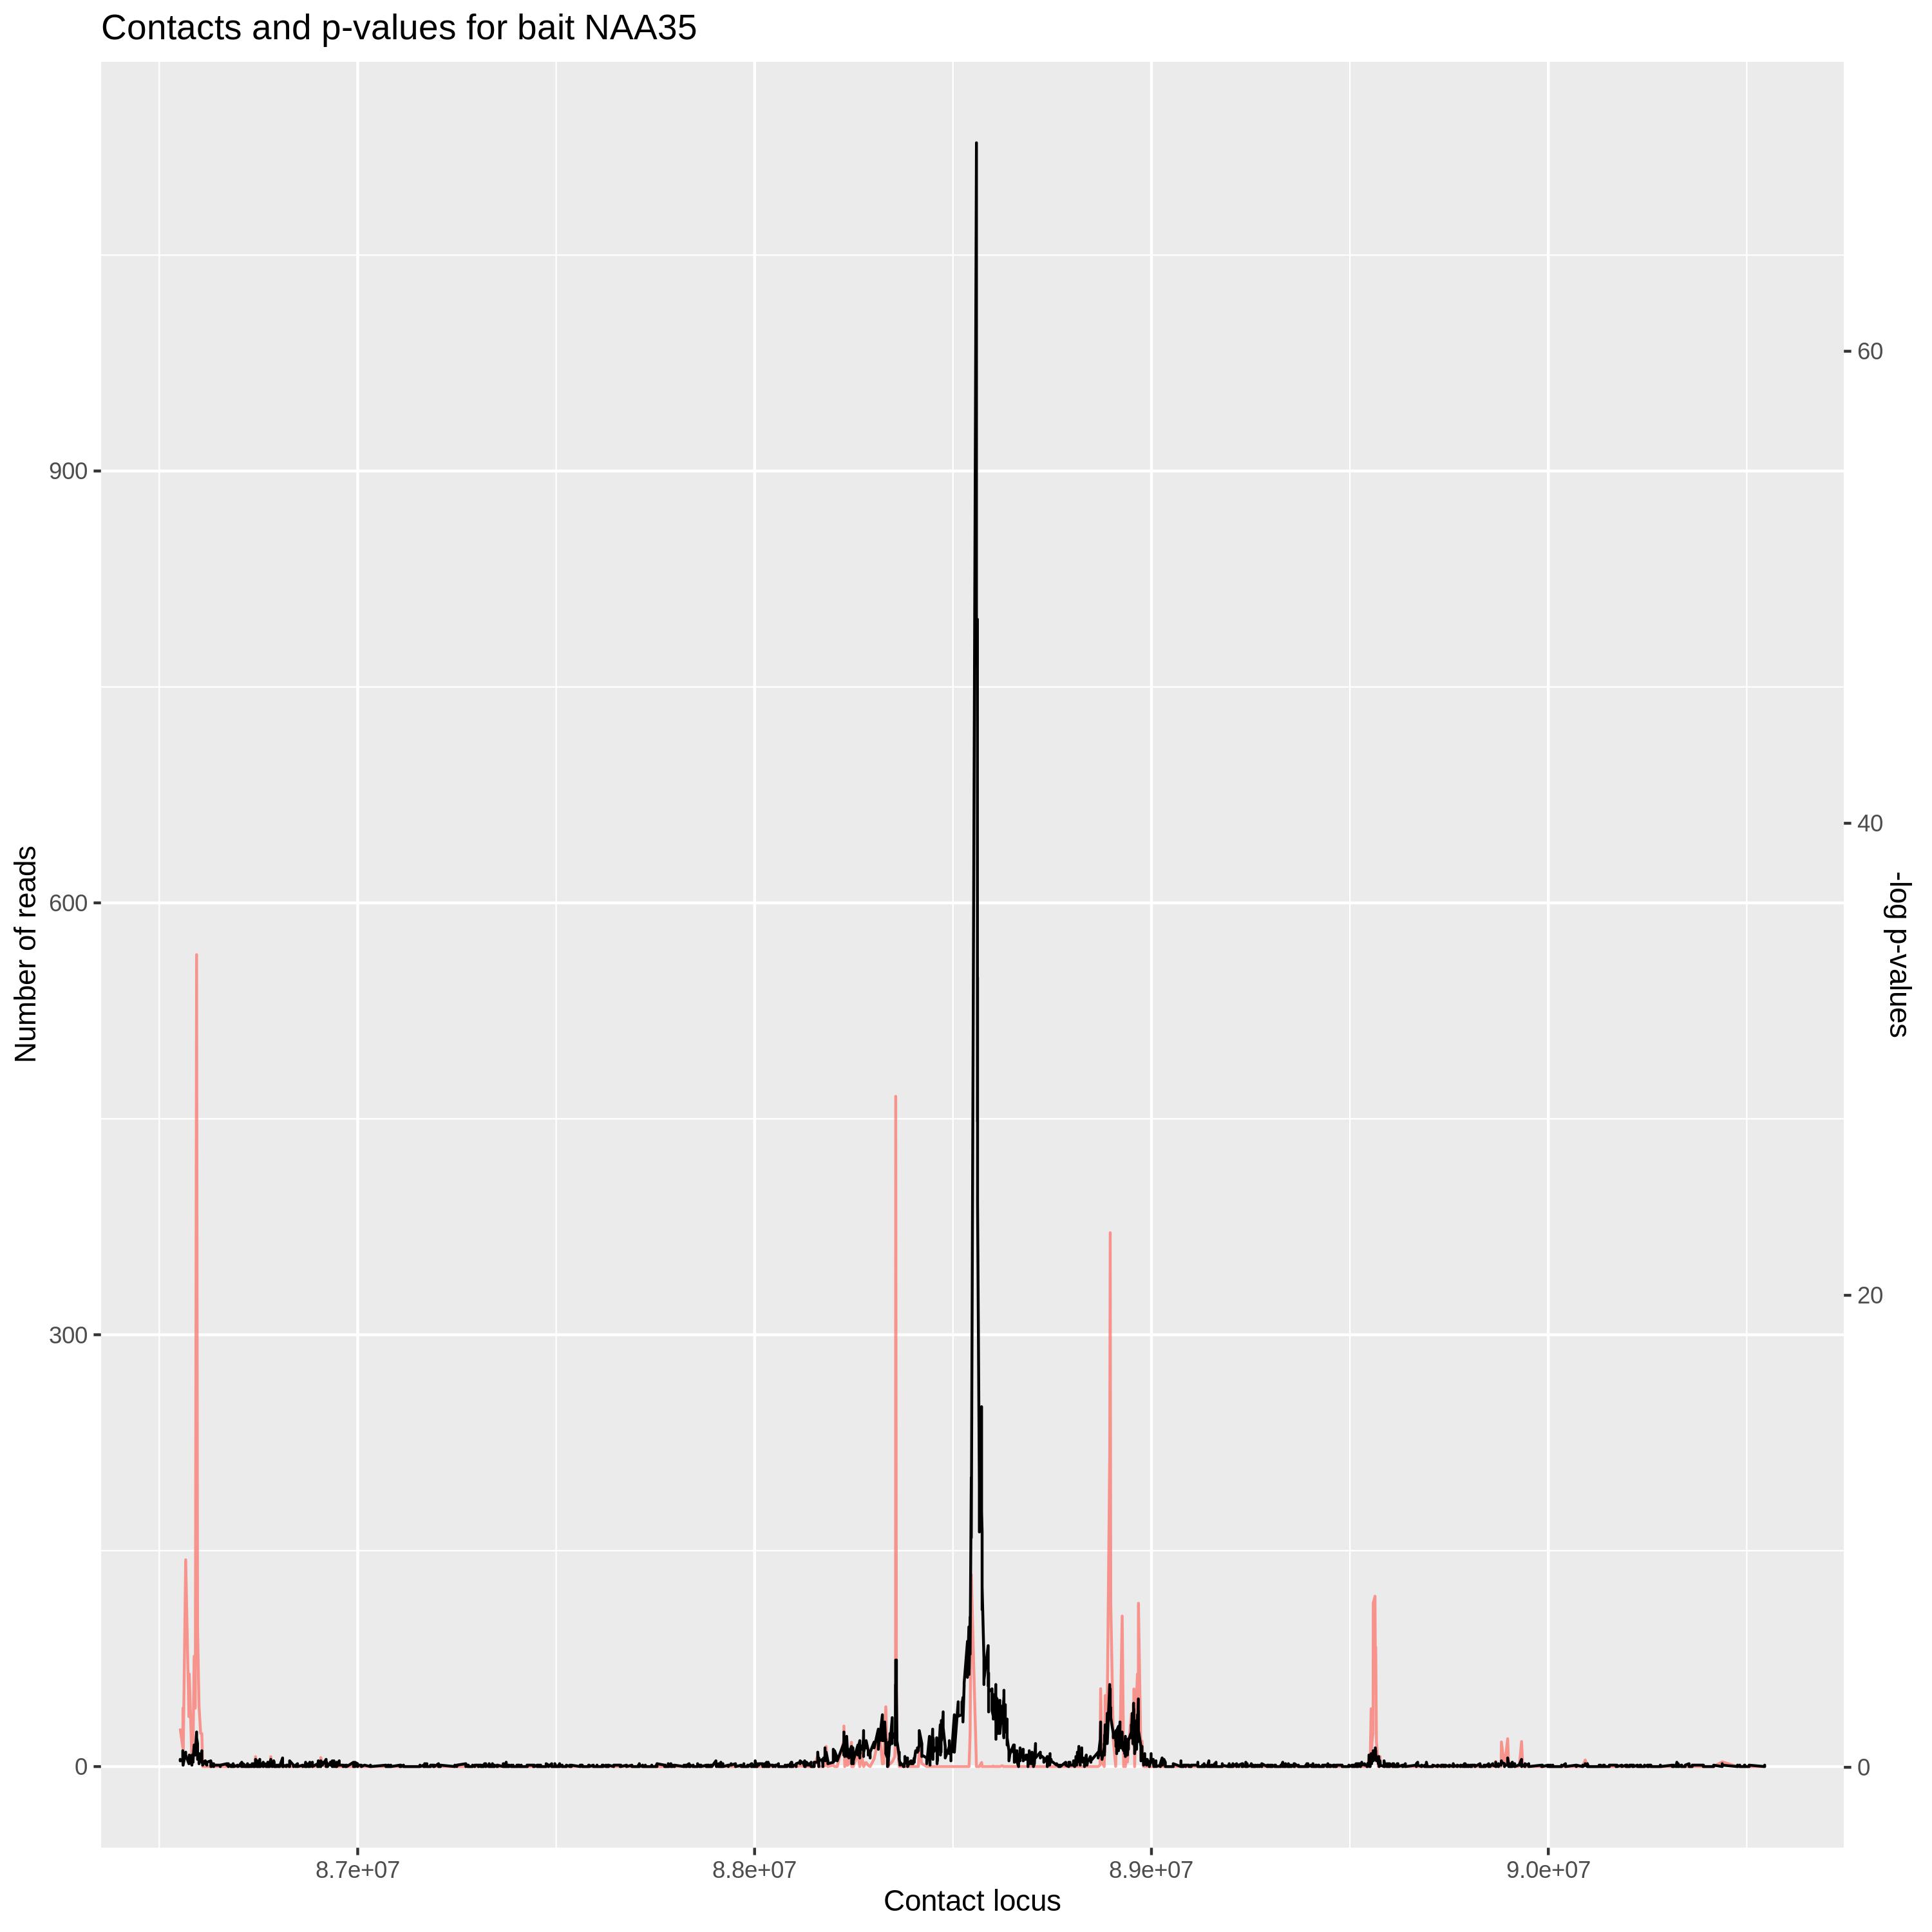 Contacts and p-values for bait NAA35
Number of reads
900
600
300
0
60
40
20
0
-log p-values
8.7e+07 8.8e+07 8.9e+07 9.0e+07
Contact locus